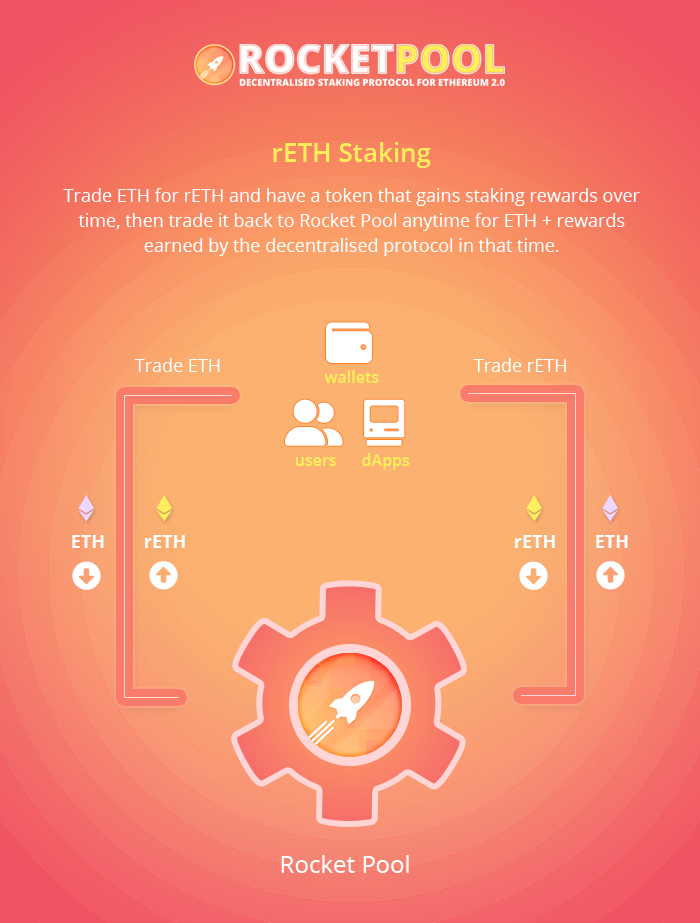 ROCKETPOOL
DECENTRALISED STAKING PROTOCOL FOR ETHEREUM 2.0
rETH Staking
Trade ETH for rETH and have a token that gains staking rewards over
time, then trade it back to Rocket Pool anytime for ETH + rewards
earned by the decentralised protocol in that time.
Trade ETH
wallets
Trade rETH
users
dApps
ETH
rETH
rETH
ETH
Rocket Pool